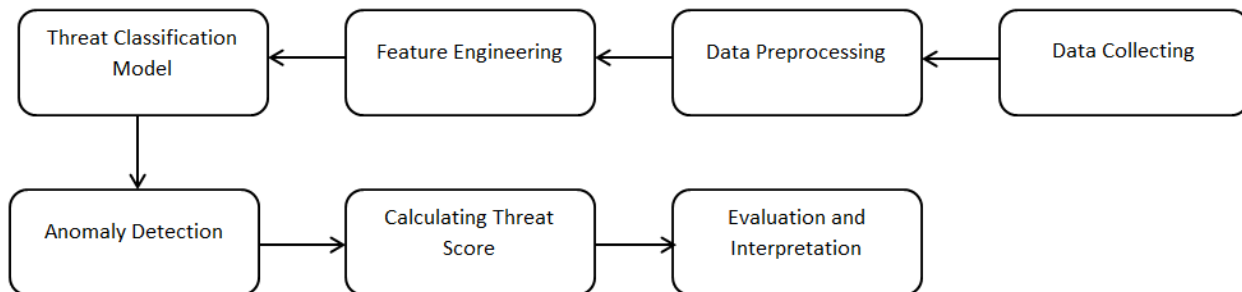 Threat Classification
Model
Feature Engineering
Data Preprocessing
Data Collecting
Anomaly Detection
Calculating Threat
Score
Evaluation and
Interpretation